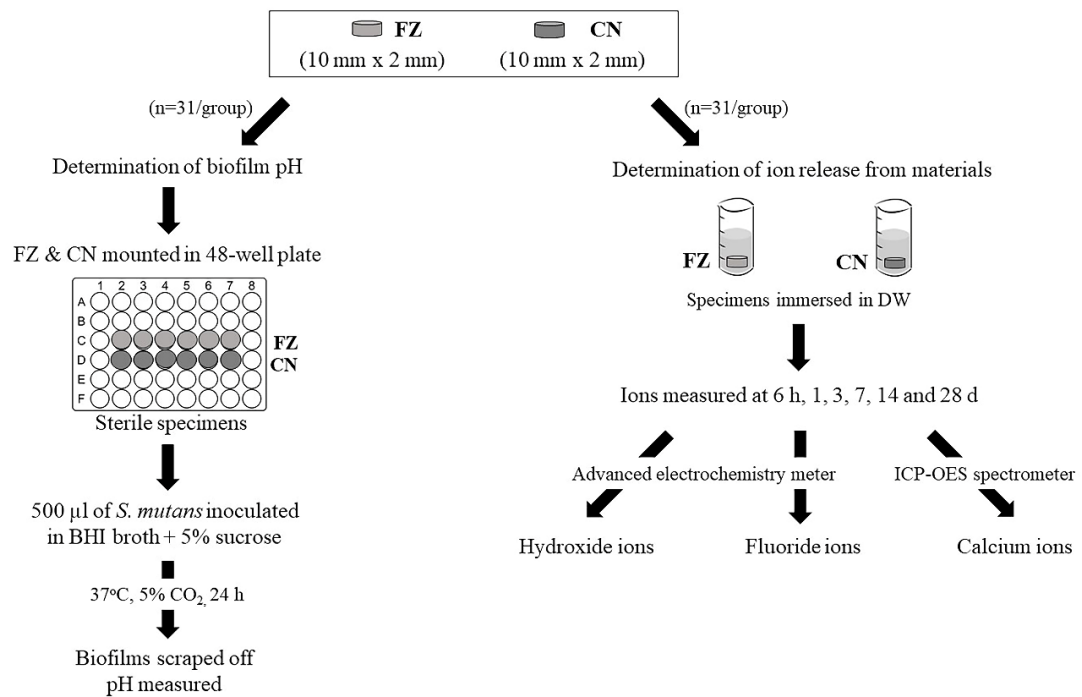 FZ CN
(10 mm x 2 mm) (10 mm x 2 mm)
(n=31/group)
Determination of biofilm pH
FZ & CN mounted in 48-well plate
1 2 3 4 5 6 7 8
A
B
C FZ
D CN
E
F
Sterile specimens
500 µl of S. mutans inoculated
in BHI broth + 5% sucrose
37ºC, 5% CO2, 24 h
Biofilms scraped off
pH measured
(n=31/group)
Determination of ion release from materials
FZ CN
Specimens immersed in DW
Ions measured at 6 h, 1, 3, 7, 14 and 28 d
Advanced electrochemistry meter ICP-OES spectrometer
Hydroxide ions Fluoride ions Calcium ions